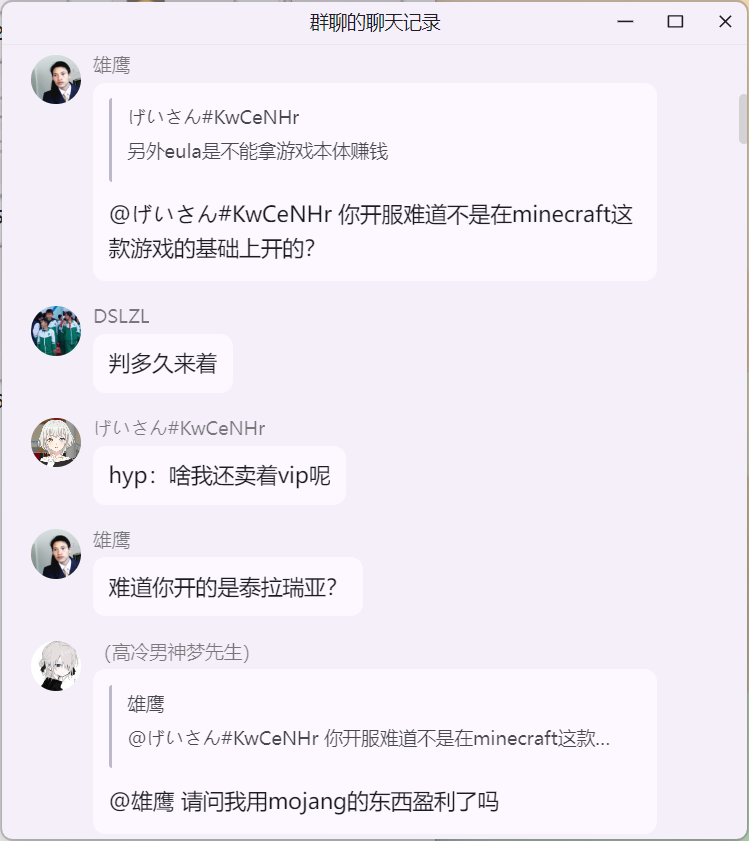 群聊的聊天记录
雄鹰
げいさん#KwCeNHr
另外eula是不能拿游戏本体赚钱
@げいさん#KwCeNHr 你开服难道不是在minecraft这
款游戏的基础上开的?
DSLZL
判多久来着
げいさん#KwCeNHr
hyp：啥我还卖着vip呢
雄鹰
难道你开的是泰拉瑞亚?
（高冷男神梦先生）
雄鹰
@げいさん#KwCeNHr 你开服难道不是在minecraft这款...
@雄鹰 请问我用mojang的东西盈利了吗